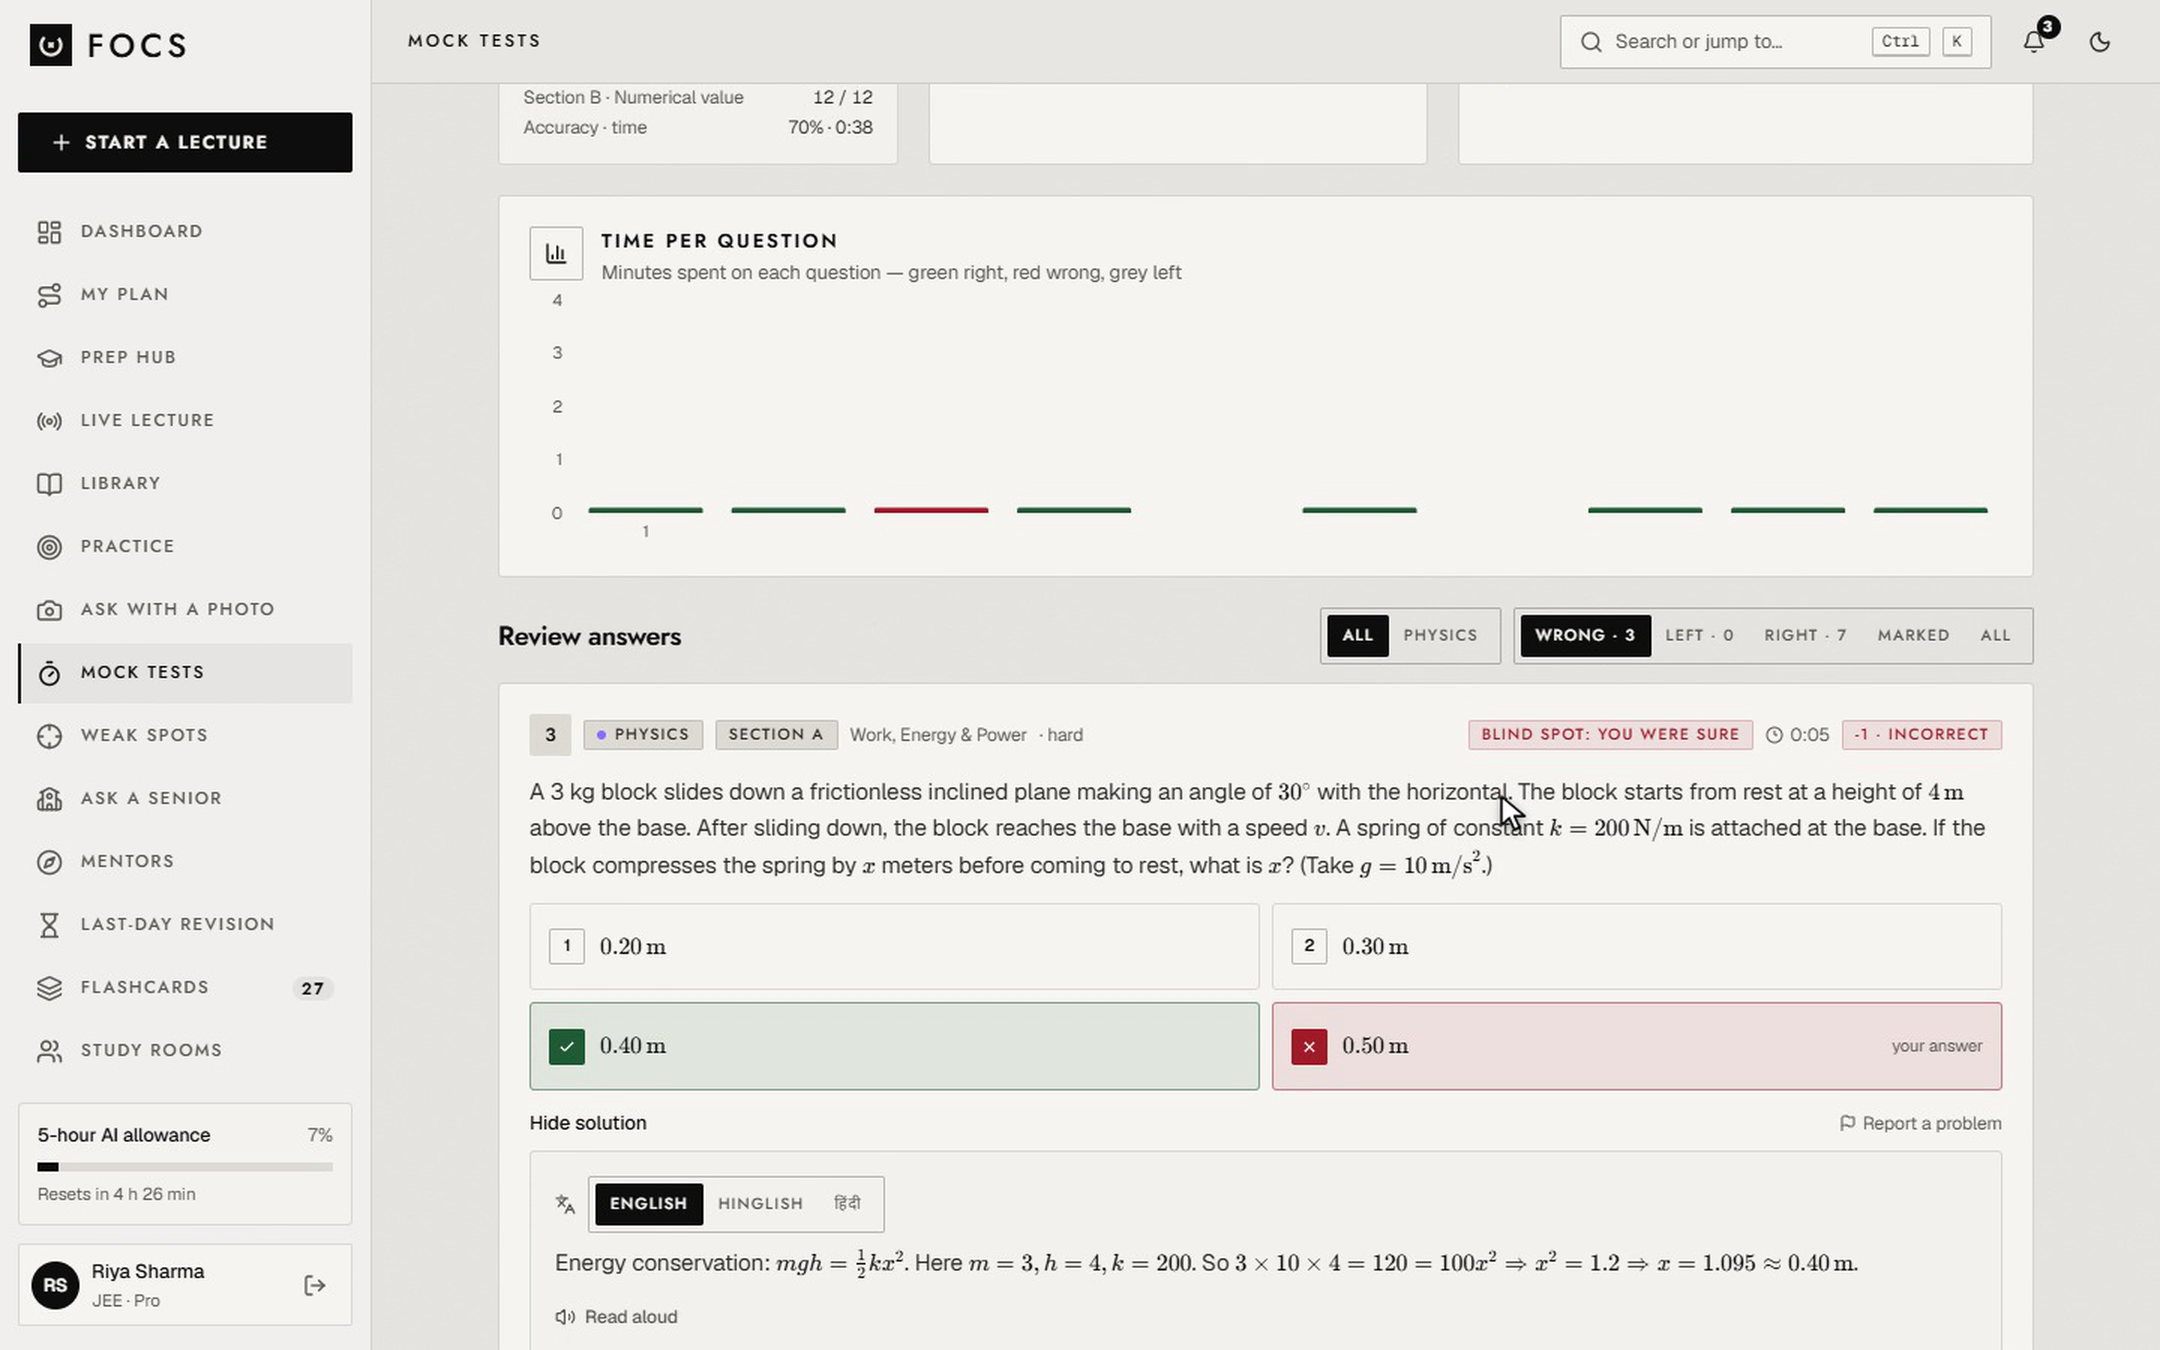 FOCS
MOCK TESTS
Search or jump to...
Ctrl
K
3
START A LECTURE
DASHBOARD
MY PLAN
PREP HUB
LIVE LECTURE
LIBRARY
PRACTICE
ASK WITH A PHOTO
MOCK TESTS
WEAK SPOTS
ASK A SENIOR
MENTORS
LAST-DAY REVISION
FLASHCARDS 27
STUDY ROOMS
5-hour AI allowance 7%
Resets in 4 h 26 min
RS
Riya Sharma
JEE · Pro
Section B · Numerical value 12 / 12
Accuracy · time 70% · 0:38
TIME PER QUESTION
Minutes spent on each question — green right, red wrong, grey left
4
3
2
1
0
1
Review answers
ALL PHYSICS
WRONG · 3 LEFT · 0 RIGHT · 7 MARKED ALL
3 PHYSICS SECTION A Work, Energy & Power · hard
BLIND SPOT: YOU WERE SURE 0:05 -1 · INCORRECT
A 3 kg block slides down a frictionless inclined plane making an angle of 30° with the horizontal. The block starts from rest at a height of 4 m
above the base. After sliding down, the block reaches the base with a speed v. A spring of constant k = 200 N/m is attached at the base. If the
block compresses the spring by x meters before coming to rest, what is x? (Take g = 10 m/s².)
1 0.20 m
2 0.30 m
0.40 m
0.50 m your answer
Hide solution
Report a problem
ENGLISH HINGLISH हिंदी
Energy conservation: mgh = ½kx². Here m = 3, h = 4, k = 200. So 3 × 10 × 4 = 120 = 100x² ⇒ x² = 1.2 ⇒ x = 1.095 ≈ 0.40 m.
Read aloud